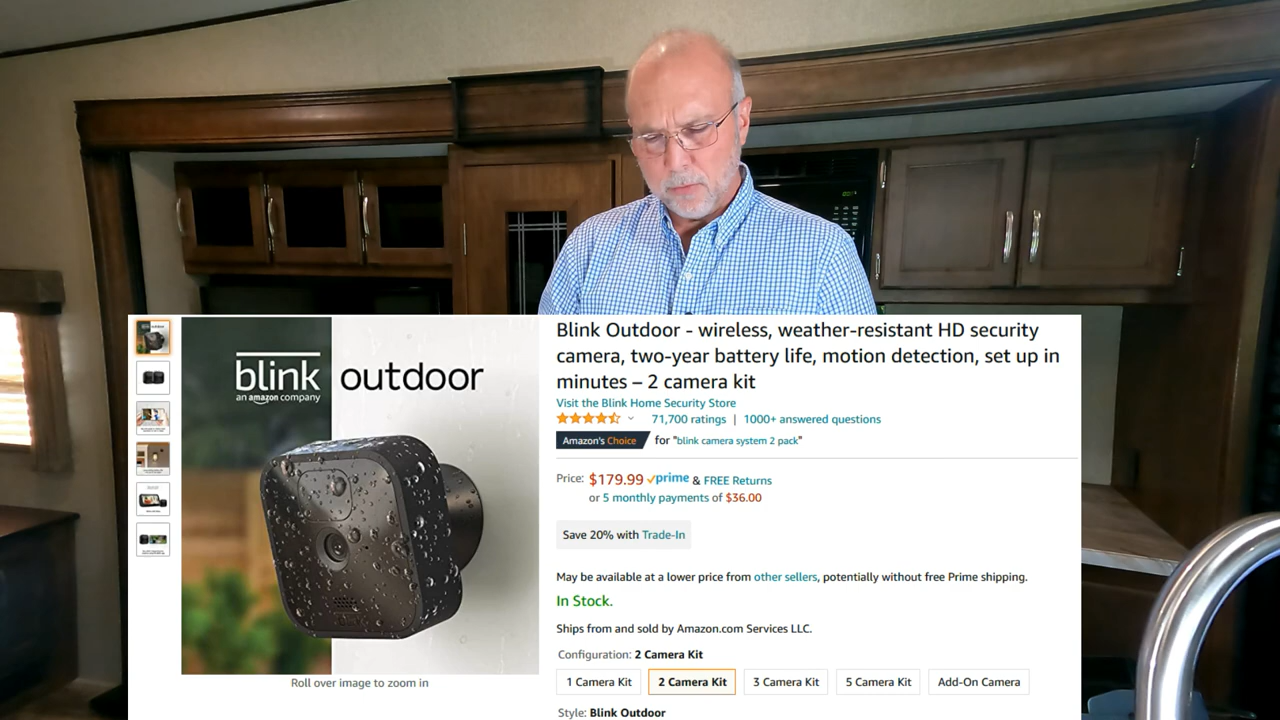 blink
an amazon company
outdoor
Roll over image to zoom in
Blink Outdoor - wireless, weather-resistant HD security
camera, two-year battery life, motion detection, set up in
minutes – 2 camera kit
Visit the Blink Home Security Store
71,700 ratings | 1000+ answered questions
Amazon's Choice for "blink camera system 2 pack"
Price: $179.99 prime & FREE Returns
or 5 monthly payments of $36.00
Save 20% with Trade-In
May be available at a lower price from other sellers, potentially without free Prime shipping.
In Stock.
Ships from and sold by Amazon.com Services LLC.
Configuration: 2 Camera Kit
1 Camera Kit
2 Camera Kit
3 Camera Kit
5 Camera Kit
Add-On Camera
Style: Blink Outdoor